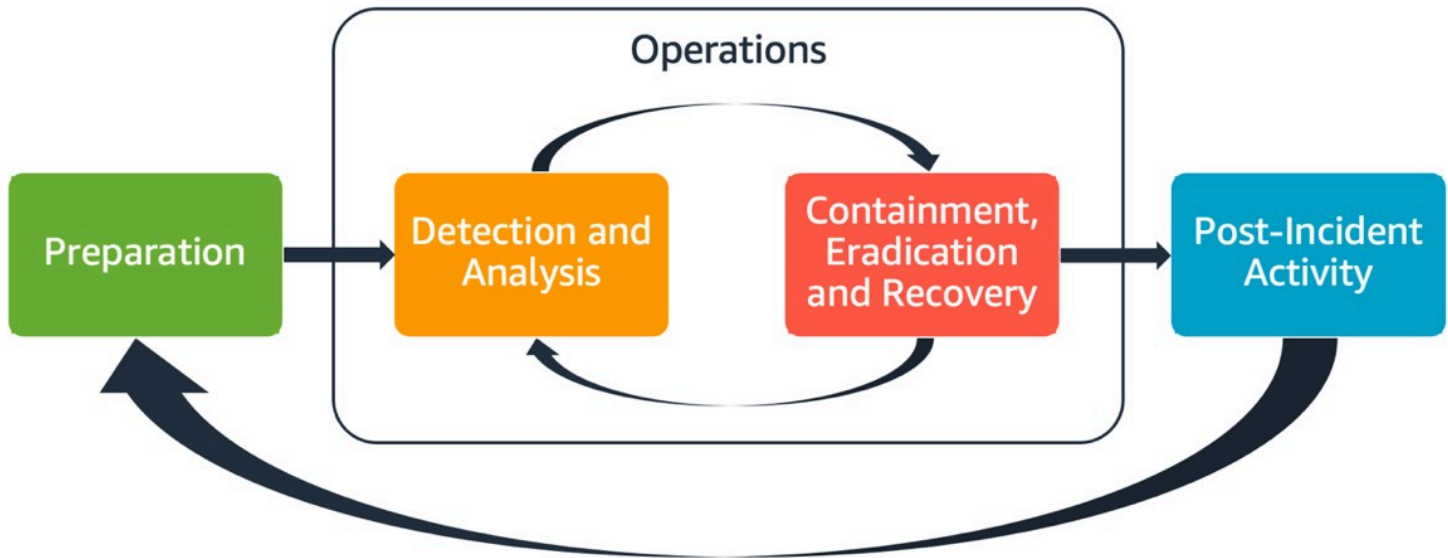 Operations
Preparation
Detection and
Analysis
Containment,
Eradication
and Recovery
Post-Incident
Activity